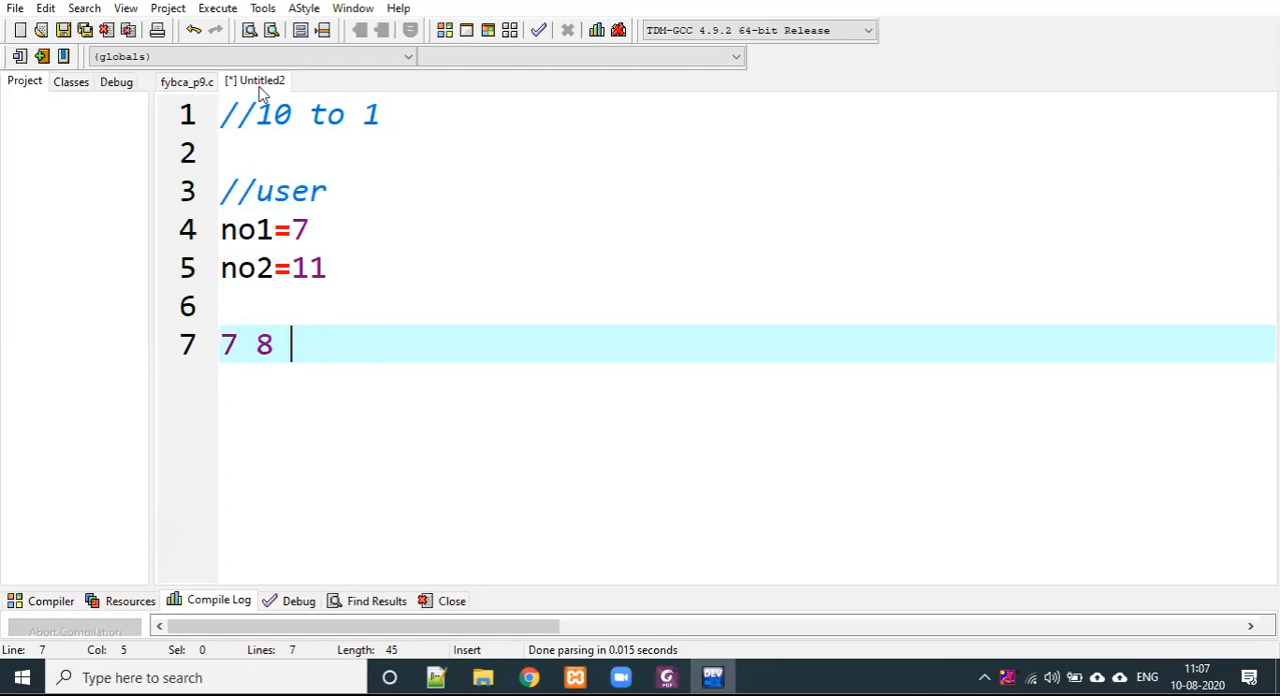 File Edit Search View Project Execute Tools AStyle Window Help
TDM-GCC 4.9.2 64-bit Release
(globals)
Project Classes Debug fybca_p9.c [*] Untitled2
1 //10 to 1
2
3 //user
4 no1=7
5 no2=11
6
7 7 8
Compiler Resources Compile Log Debug Find Results Close
Abort Compilation
Line: 7 Col: 5 Sel: 0 Lines: 7 Length: 45 Insert Done parsing in 0.015 seconds
Type here to search DEV ENG 11:07
10-08-2020